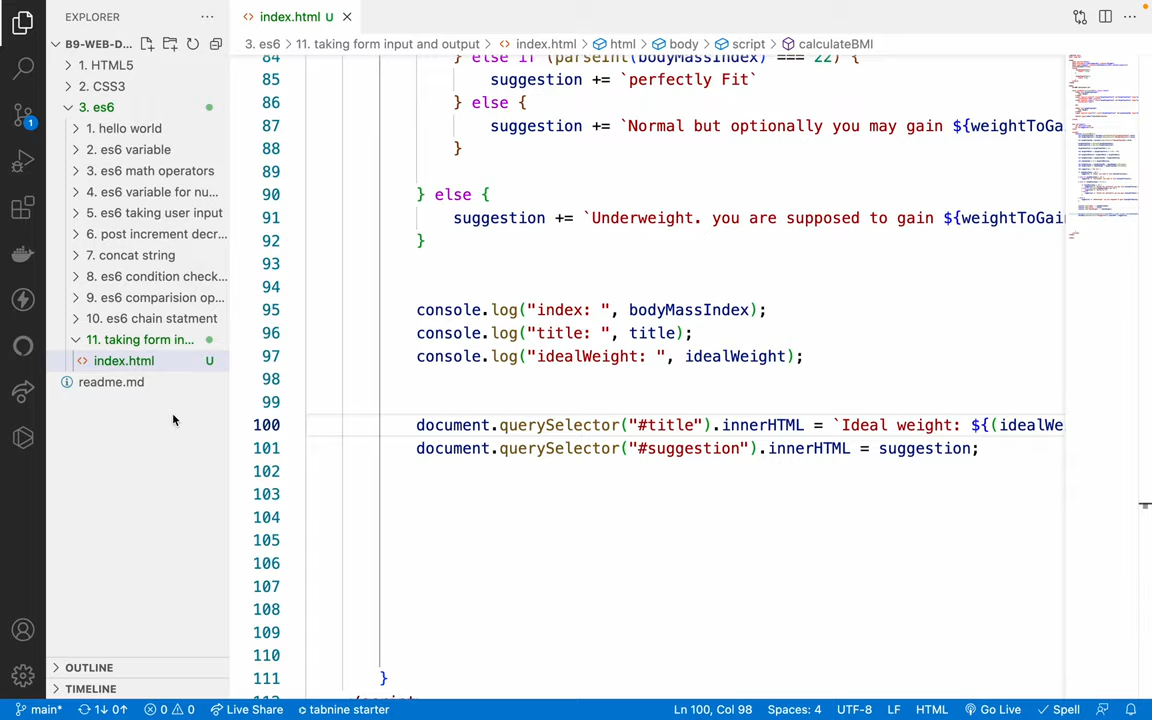 EXPLORER
index.html U
B9-WEB-D...
3. es6 > 11. taking form input and output > index.html > html > body > script > calculateBMI
1. HTML5
2. CSS3
3. es6
1. hello world
2. es6 variable
3. es6 math operators
4. es6 variable for nu...
5. es6 taking user input
6. post increment decr...
7. concat string
8. es6 condition check...
9. es6 comparision op...
10. es6 chain statment
11. taking form in...
index.html U
readme.md
OUTLINE
TIMELINE
84 } else if (parseInt(bodyMassIndex) === 22) {
85 suggestion += `perfectly Fit`
86 } else {
87 suggestion += `Normal but optionally you may gain ${weightToGa
88 }
89
90 } else {
91 suggestion += `Underweight. you are supposed to gain ${weightToGai
92 }
93
94
95 console.log("index: ", bodyMassIndex);
96 console.log("title: ", title);
97 console.log("idealWeight: ", idealWeight);
98
99
100 document.querySelector("#title").innerHTML = `Ideal weight: ${(idealWe
101 document.querySelector("#suggestion").innerHTML = suggestion;
102
103
104
105
106
107
108
109
110
111 }
1
main* 1↓ 0↑ 0 0 Live Share tabnine starter Ln 100, Col 98 Spaces: 4 UTF-8 LF HTML Go Live Spell